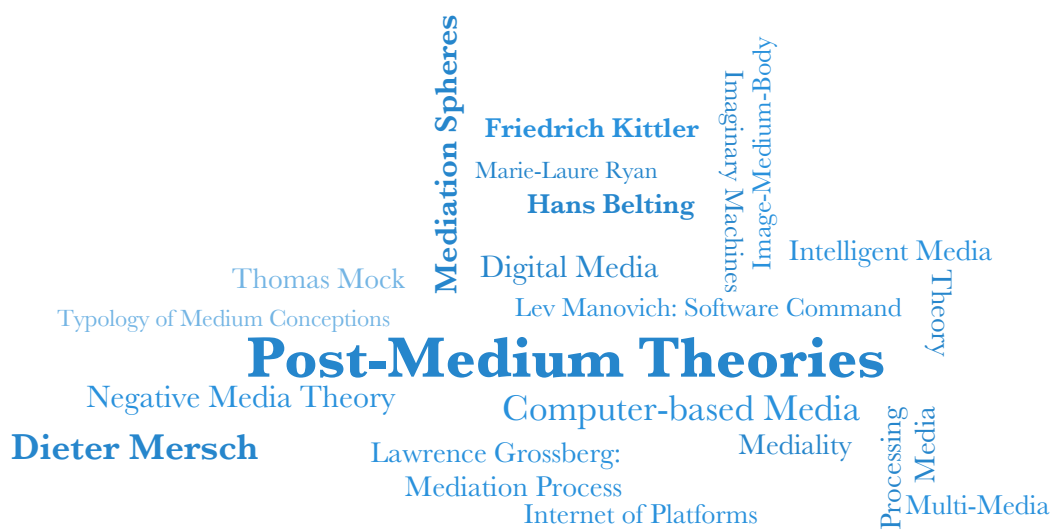 Mediation Spheres
Friedrich Kittler
Marie-Laure Ryan
Hans Belting
Imaginary Machines
Image-Medium-Body
Intelligent Media
Theory
Thomas Mock
Digital Media
Typology of Medium Conceptions
Lev Manovich: Software Command
Post-Medium Theories
Negative Media Theory
Computer-based Media
Dieter Mersch
Lawrence Grossberg:
Mediation Process
Mediality
Processing
Media
Internet of Platforms
Multi-Media